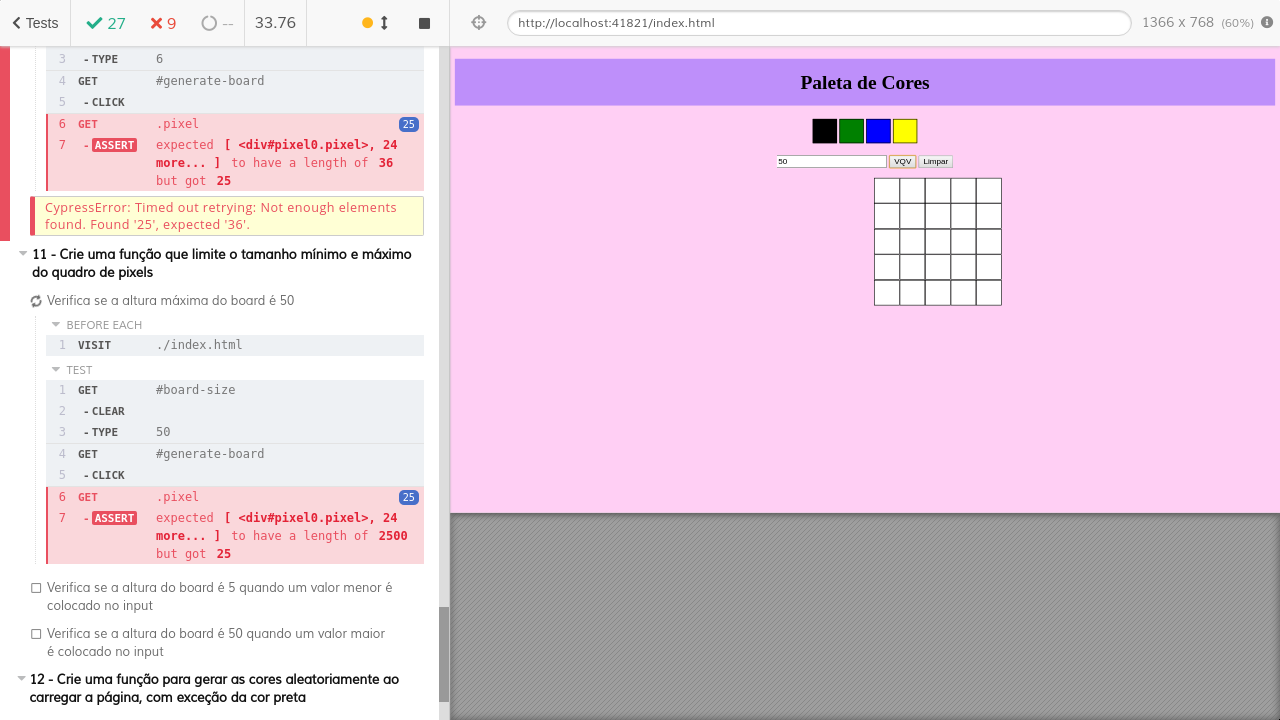 Tests 27 9 -- 33.76 http://localhost:41821/index.html 1366 x 768 (60%)
3 - TYPE 6
4 GET #generate-board
5 - CLICK
6 GET .pixel 25
7 - ASSERT expected [ <div#pixel0.pixel>, 24
more... ] to have a length of 36
but got 25
CypressError: Timed out retrying: Not enough elements
found. Found '25', expected '36'.
11 - Crie uma função que limite o tamanho mínimo e máximo
do quadro de pixels
Verifica se a altura máxima do board é 50
BEFORE EACH
1 VISIT ./index.html
TEST
1 GET #board-size
2 - CLEAR
3 - TYPE 50
4 GET #generate-board
5 - CLICK
6 GET .pixel 25
7 - ASSERT expected [ <div#pixel0.pixel>, 24
more... ] to have a length of 2500
but got 25
Verifica se a altura do board é 5 quando um valor menor é
colocado no input
Verifica se a altura do board é 50 quando um valor maior
é colocado no input
12 - Crie uma função para gerar as cores aleatoriamente ao
carregar a página, com exceção da cor preta
Paleta de Cores
50 VQV Limpar